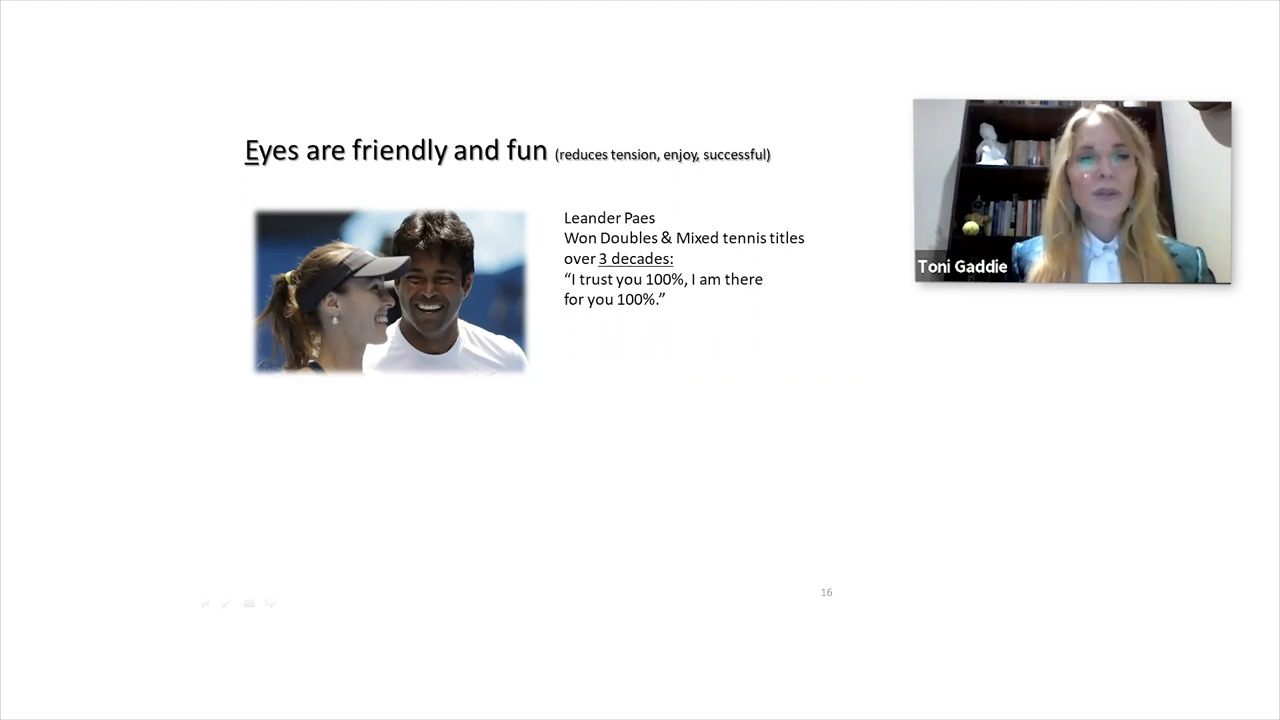 Eyes are friendly and fun (reduces tension, enjoy, successful)
Leander Paes
Won Doubles & Mixed tennis titles
over 3 decades:
“I trust you 100%, I am there
for you 100%.”
Toni Gaddie
16